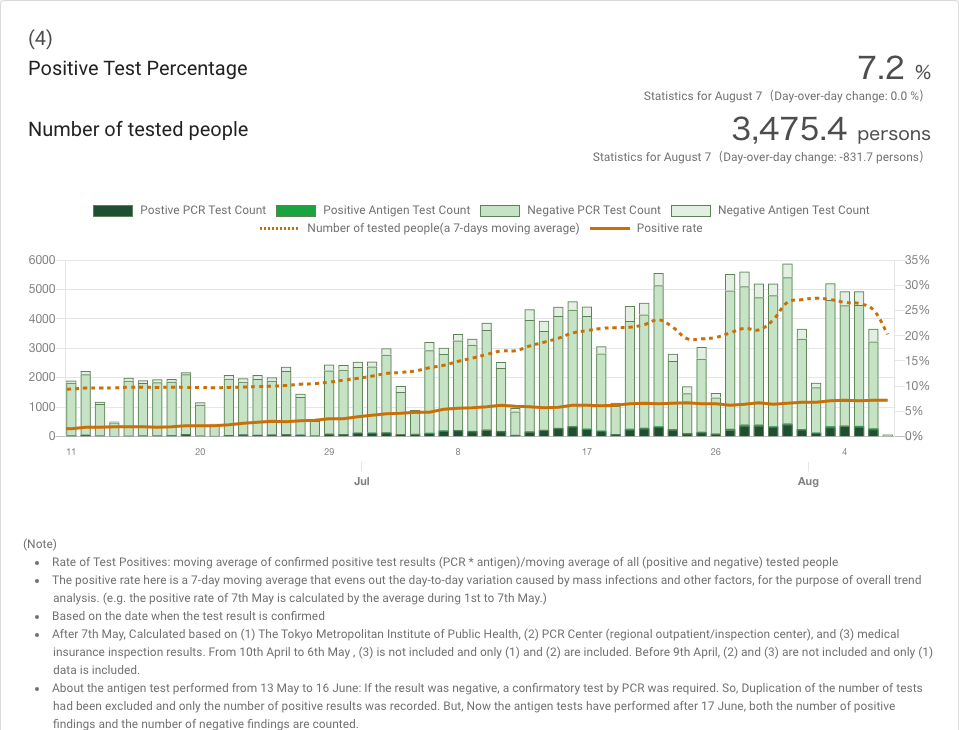 (4)
Positive Test Percentage
7.2 %
Statistics for August 7 (Day-over-day change: 0.0 %)
Number of tested people
3,475.4 persons
Statistics for August 7 (Day-over-day change: -831.7 persons)
Postive PCR Test Count Positive Antigen Test Count Negative PCR Test Count Negative Antigen Test Count
Number of tested people(a 7-days moving average) Positive rate
6000 35%
5000 30%
4000 25%
3000 20%
2000 15%
1000 10%
0 5%
0%
11 20 29 8 17 26 4
Jul Aug
(Note)
Rate of Test Positives: moving average of confirmed positive test results (PCR * antigen)/moving average of all (positive and negative) tested people
The positive rate here is a 7-day moving average that evens out the day-to-day variation caused by mass infections and other factors, for the purpose of overall trend
analysis. (e.g. the positive rate of 7th May is calculated by the average during 1st to 7th May.)
Based on the date when the test result is confirmed
After 7th May, Calculated based on (1) The Tokyo Metropolitan Institute of Public Health, (2) PCR Center (regional outpatient/inspection center), and (3) medical
insurance inspection results. From 10th April to 6th May , (3) is not included and only (1) and (2) are included. Before 9th April, (2) and (3) are not included and only (1)
data is included.
About the antigen test performed from 13 May to 16 June: If the result was negative, a confirmatory test by PCR was required. So, Duplication of the number of tests
had been excluded and only the number of positive results was recorded. But, Now the antigen tests have performed after 17 June, both the number of positive
findings and the number of negative findings are counted.